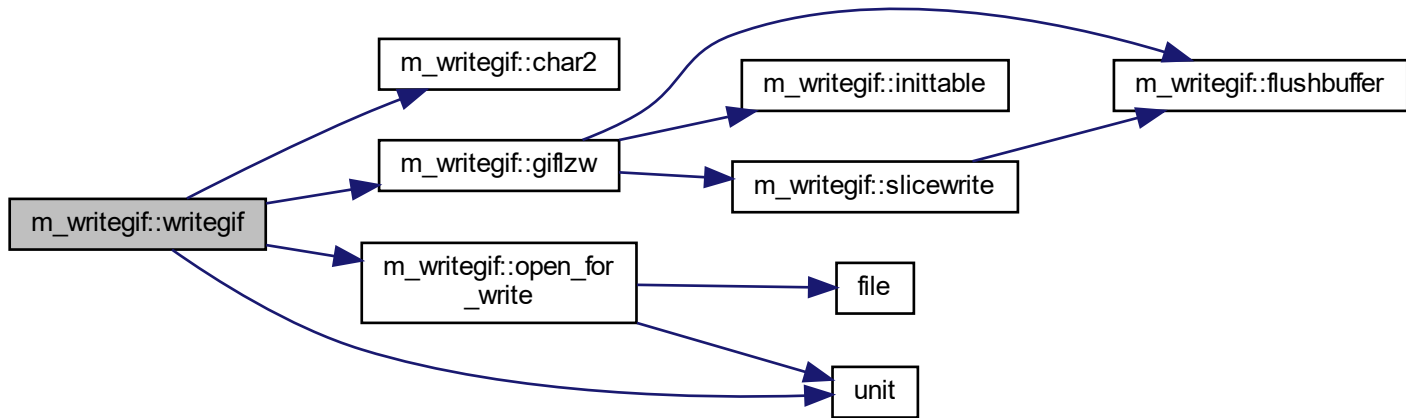 m_writegif::writegif
m_writegif::char2
m_writegif::giflzw
m_writegif::open_for
_write
m_writegif::inittable
m_writegif::slicewrite
file
unit
m_writegif::flushbuffer